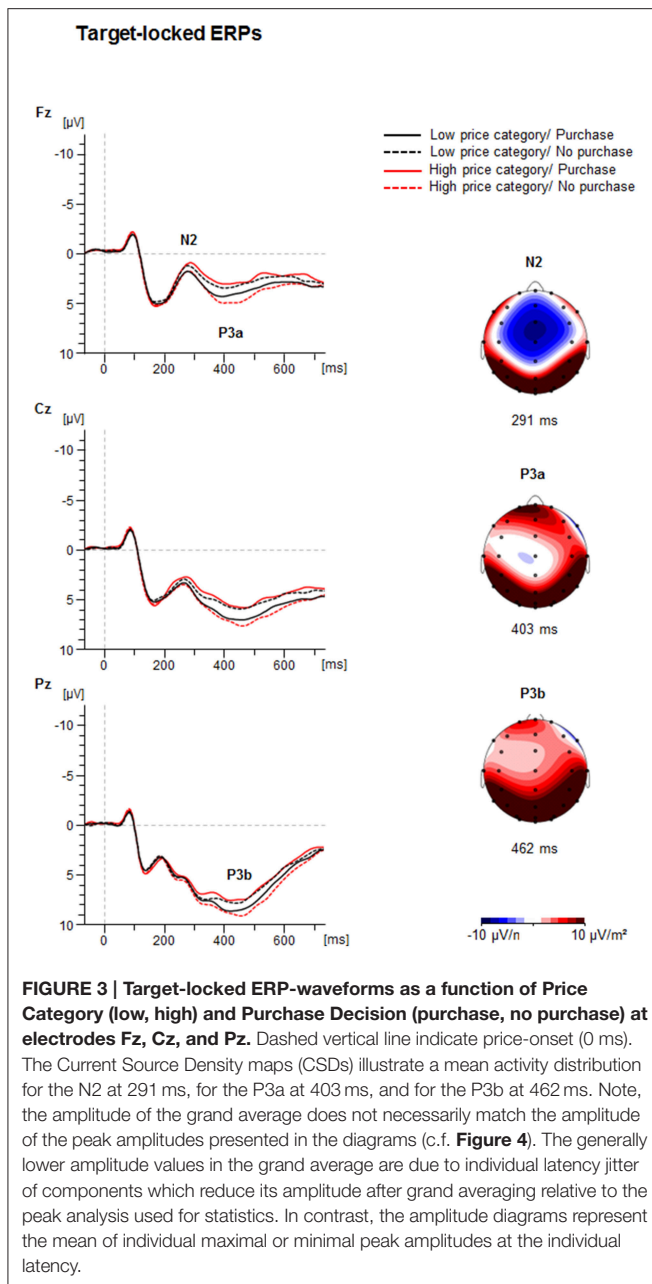 Target-locked ERPs
Fz
[µV]
-10
-5
0
5
10
N2
P3a
0 200 400 600 [ms]
Low price category/ Purchase
Low price category/ No purchase
High price category/ Purchase
High price category/ No purchase
N2
291 ms
Cz
[µV]
-10
-5
0
5
10
0 200 400 600 [ms]
P3a
403 ms
Pz
[µV]
-10
-5
0
5
10
P3b
0 200 400 600 [ms]
P3b
462 ms
-10 µV/n 10 µV/m²
FIGURE 3 | Target-locked ERP-waveforms as a function of Price
Category (low, high) and Purchase Decision (purchase, no purchase) at
electrodes Fz, Cz, and Pz. Dashed vertical line indicate price-onset (0 ms).
The Current Source Density maps (CSDs) illustrate a mean activity distribution
for the N2 at 291 ms, for the P3a at 403 ms, and for the P3b at 462 ms. Note,
the amplitude of the grand average does not necessarily match the amplitude
of the peak amplitudes presented in the diagrams (c.f. Figure 4). The generally
lower amplitude values in the grand average are due to individual latency jitter
of components which reduce its amplitude after grand averaging relative to the
peak analysis used for statistics. In contrast, the amplitude diagrams represent
the mean of individual maximal or minimal peak amplitudes at the individual
latency.